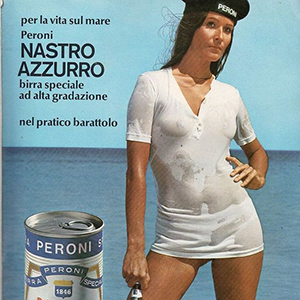 per la vita sul mare
Peroni
NASTRO
AZZURRO
birra speciale
ad alta gradazione
nel pratico barattolo
PERONI
PERONI
PERONI
1846